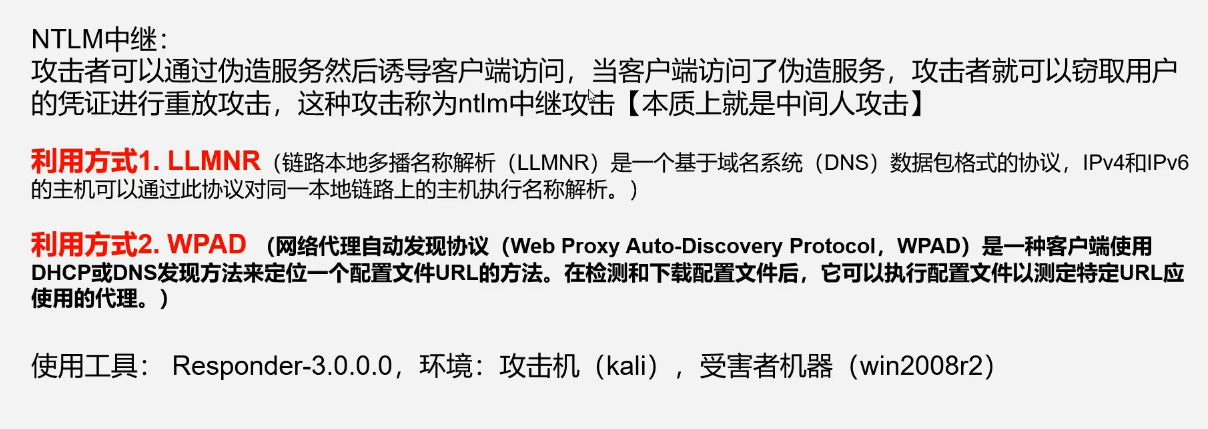 NTLM中继：
攻击者可以通过伪造服务然后诱导客户端访问，当客户端访问了伪造服务，攻击者就可以窃取用户
的凭证进行重放攻击，这种攻击称为ntlm中继攻击【本质上就是中间人攻击】
利用方式1. LLMNR（链路本地多播名称解析（LLMNR）是一个基于域名系统（DNS）数据包格式的协议，IPv4和IPv6
的主机可以通过此协议对同一本地链路上的主机执行名称解析。）
利用方式2. WPAD （网络代理自动发现协议（Web Proxy Auto-Discovery Protocol，WPAD）是一种客户端使用
DHCP或DNS发现方法来定位一个配置文件URL的方法。在检测和下载配置文件后，它可以执行配置文件以测定特定URL应
使用的代理。）
使用工具： Responder-3.0.0.0，环境：攻击机（kali），受害者机器（win2008r2）